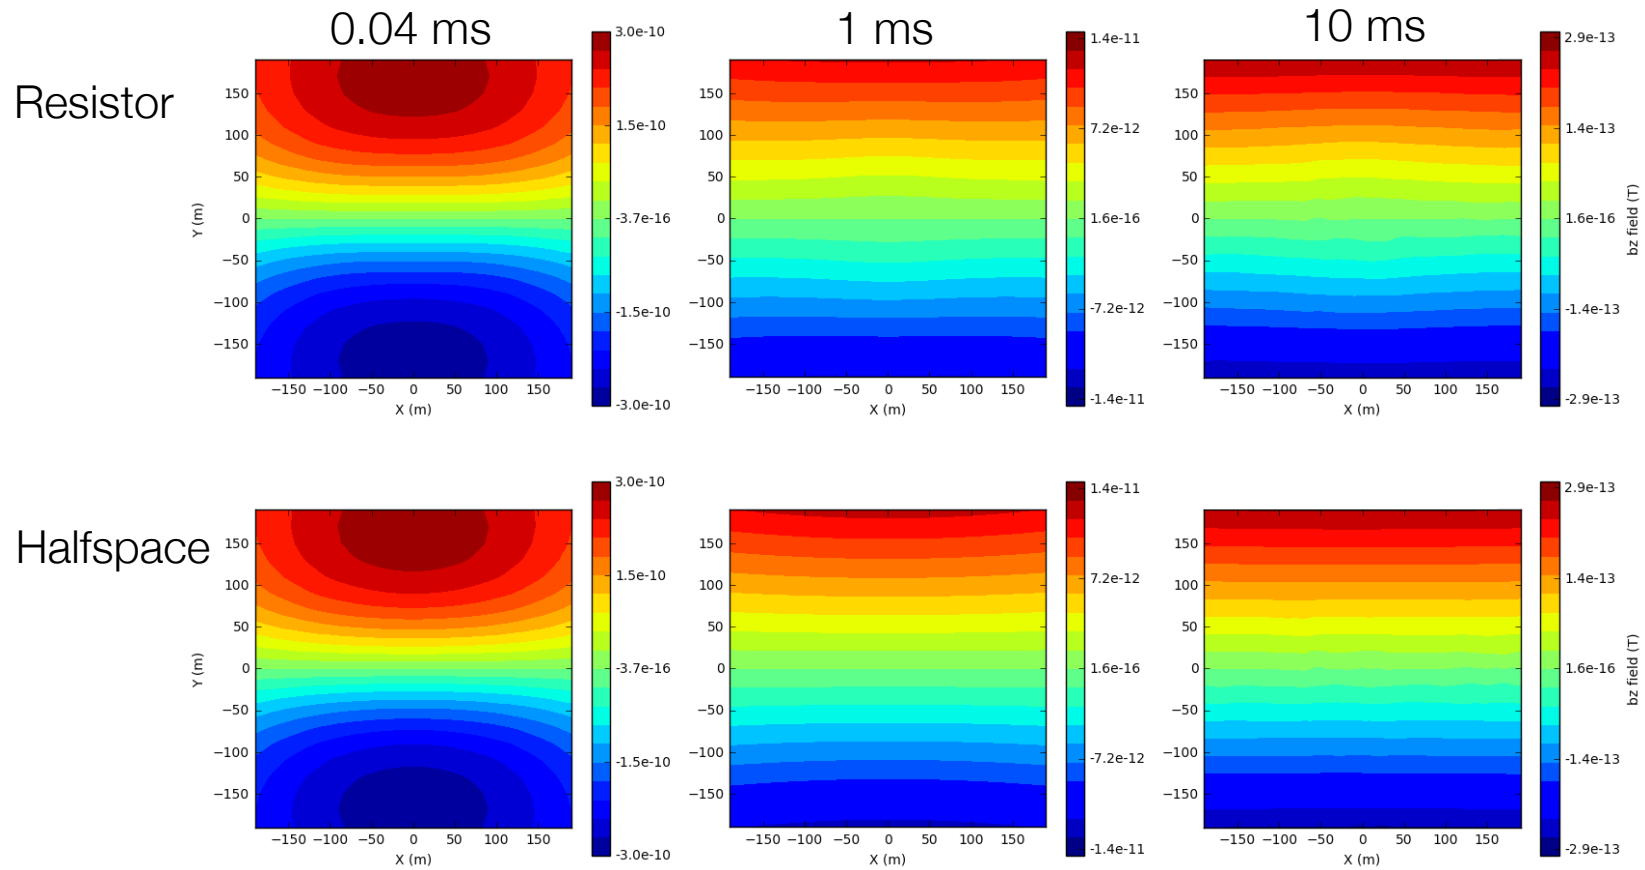 0.04 ms
1 ms
10 ms
Resistor
3.0e-10
1.5e-10
-3.7e-16
-1.5e-10
-3.0e-10
150
100
50
0
−50
−100
−150
Y (m)
−150 −100 −50 0 50 100 150
X (m)
1.4e-11
7.2e-12
1.6e-16
-7.2e-12
-1.4e-11
150
100
50
0
−50
−100
−150
−150 −100 −50 0 50 100 150
X (m)
2.9e-13
1.4e-13
1.6e-16
-1.4e-13
-2.9e-13
bz field (T)
150
100
50
0
−50
−100
−150
−150 −100 −50 0 50 100 150
X (m)
Halfspace
3.0e-10
1.5e-10
-3.7e-16
-1.5e-10
-3.0e-10
150
100
50
0
−50
−100
−150
Y (m)
−150 −100 −50 0 50 100 150
X (m)
1.4e-11
7.2e-12
1.6e-16
-7.2e-12
-1.4e-11
150
100
50
0
−50
−100
−150
−150 −100 −50 0 50 100 150
X (m)
2.9e-13
1.4e-13
1.6e-16
-1.4e-13
-2.9e-13
bz field (T)
150
100
50
0
−50
−100
−150
−150 −100 −50 0 50 100 150
X (m)